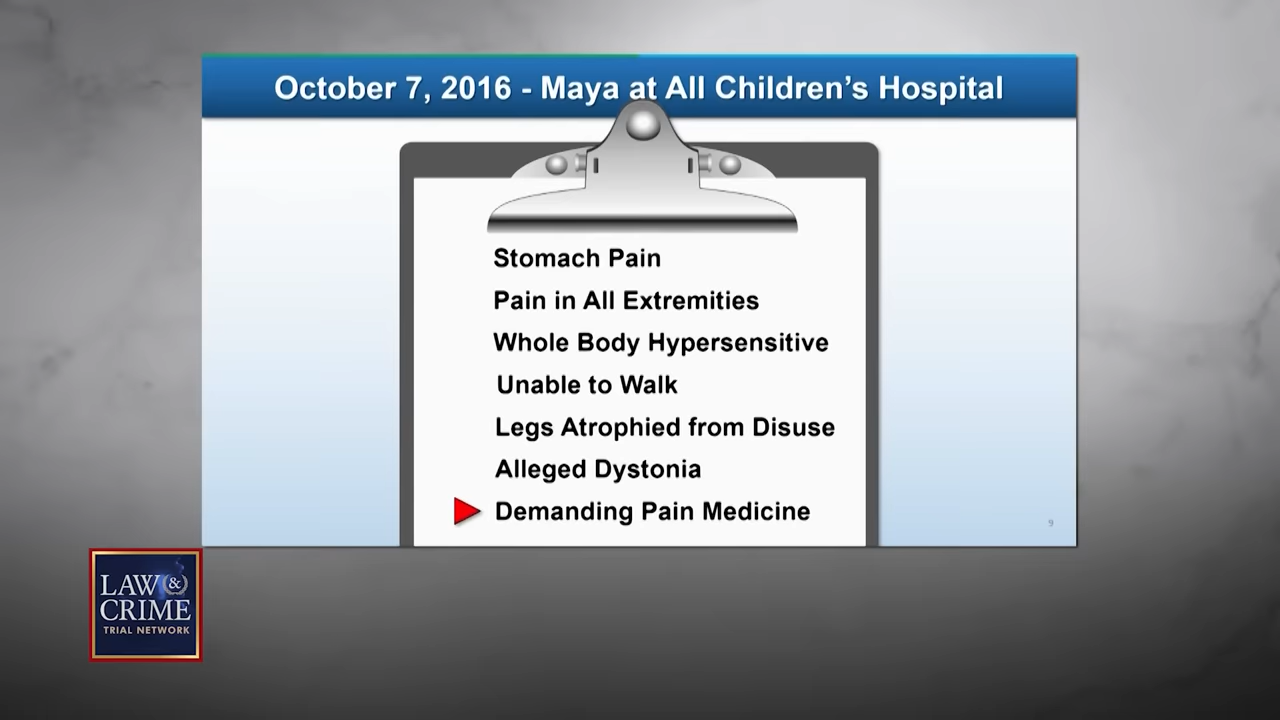 October 7, 2016 - Maya at All Children's Hospital
Stomach Pain
Pain in All Extremities
Whole Body Hypersensitive
Unable to Walk
Legs Atrophied from Disuse
Alleged Dystonia
Demanding Pain Medicine
9
LAW &
CRIME
TRIAL NETWORK